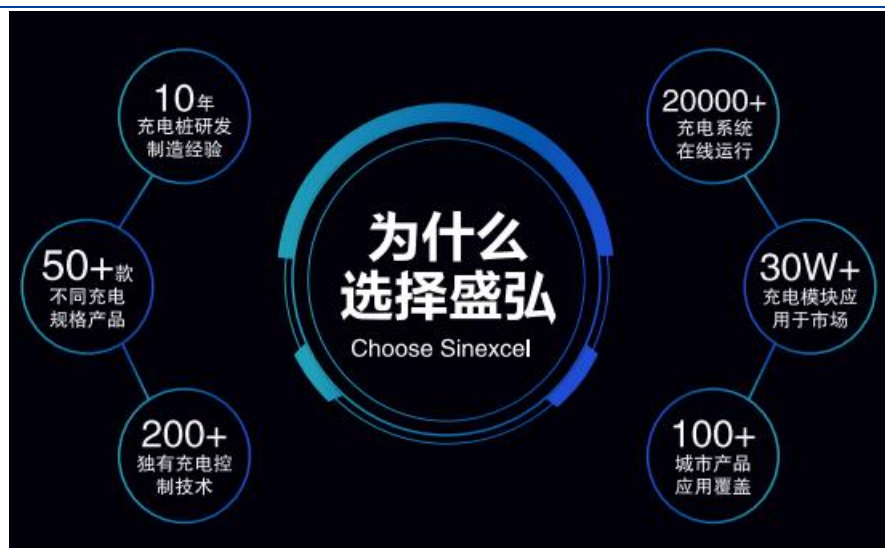 10年
充电桩研发
制造经验
50+款
不同充电
规格产品
200+
独有充电控
制技术
为什么
选择盛弘
Choose Sinexcel
20000+
充电系统
在线运行
30W+
充电模块应
用于市场
100+
城市产品
应用覆盖